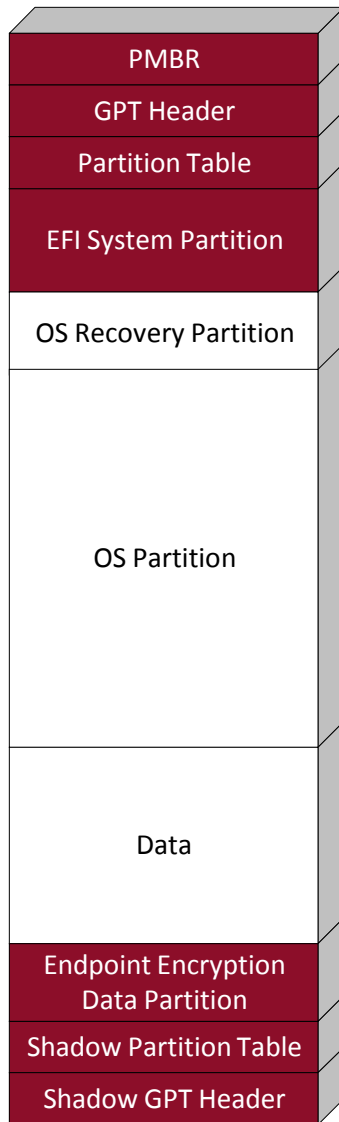 PMBR
GPT Header
Partition Table
EFI System Partition
OS Recovery Partition
OS Partition
Data
Endpoint Encryption
Data Partition
Shadow Partition Table
Shadow GPT Header